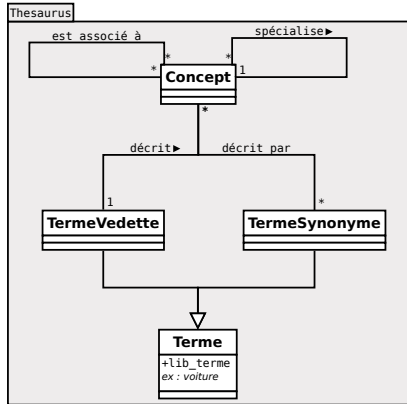 Thesaurus
est associé à
spécialise ▶
*
*
*
1
Concept
*
décrit ▶
décrit par
1
*
TermeVedette
TermeSynonyme
Terme
+lib_terme
ex : voiture